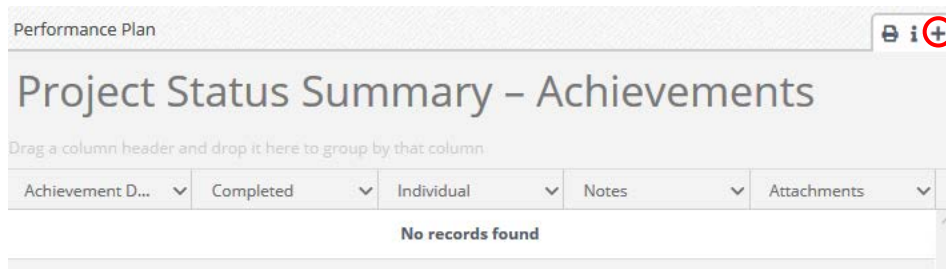 Performance Plan
Project Status Summary – Achievements
Drag a column header and drop it here to group by that column
Achievement D... Completed Individual Notes Attachments
No records found